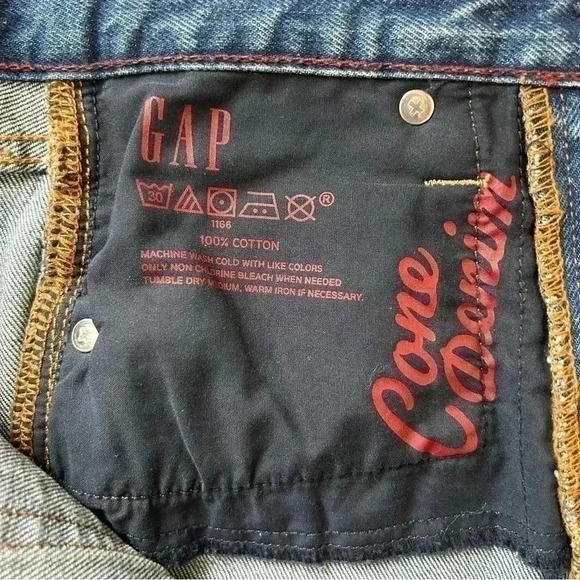 GAP
30
®
1166
100% COTTON
MACHINE WASH COLD WITH LIKE COLORS
ONLY NON CHLORINE BLEACH WHEN NEEDED
TUMBLE DRY MEDIUM, WARM IRON IF NECESSARY.
Cone
Denim